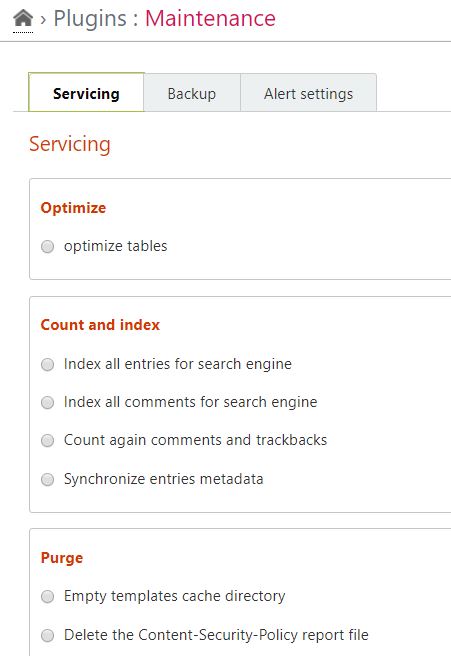 › Plugins : Maintenance
Servicing Backup Alert settings
Servicing
Optimize
optimize tables
Count and index
Index all entries for search engine
Index all comments for search engine
Count again comments and trackbacks
Synchronize entries metadata
Purge
Empty templates cache directory
Delete the Content-Security-Policy report file